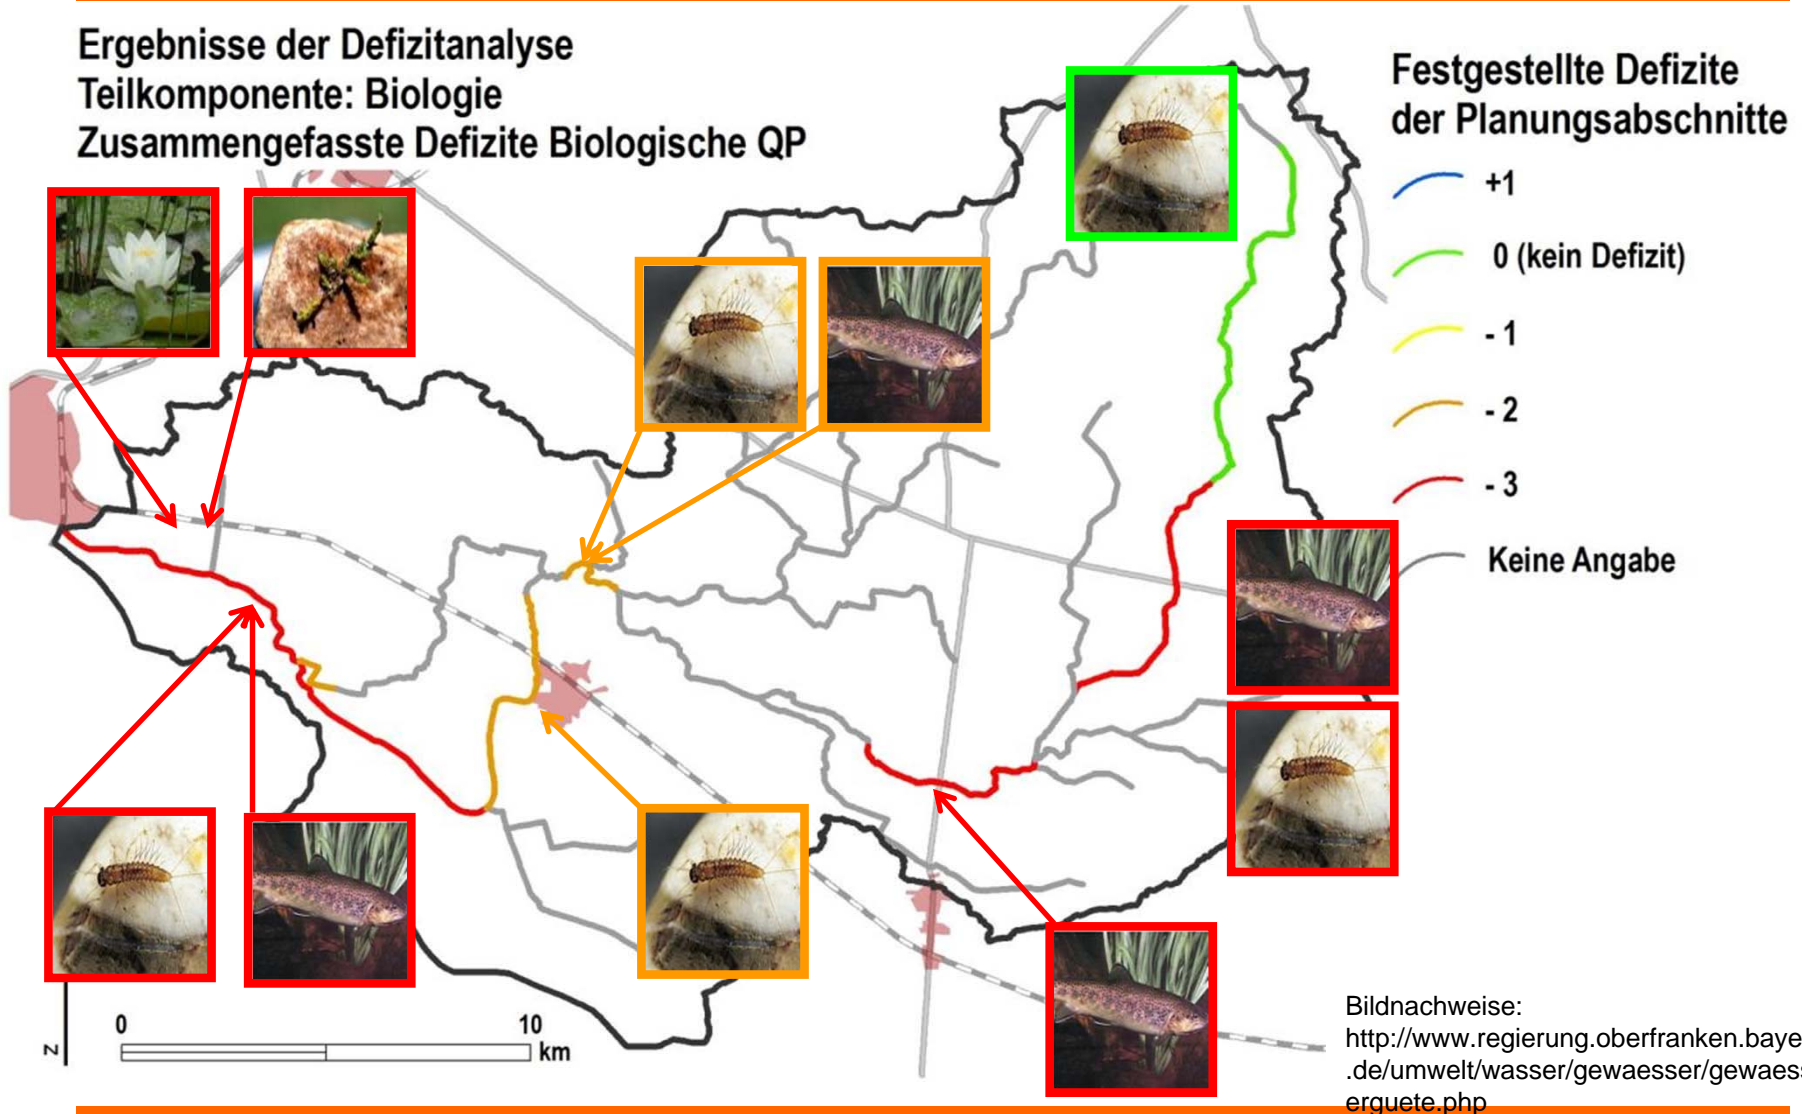 Ergebnisse der Defizitanalyse
Teilkomponente: Biologie
Zusammengefasste Defizite Biologische QP
Festgestellte Defizite
der Planungsabschnitte
+1
0 (kein Defizit)
- 1
- 2
- 3
Keine Angabe
N
0 10
km
Bildnachweise:
http://www.regierung.oberfranken.baye
.de/umwelt/wasser/gewaesser/gewaess
erguete.php